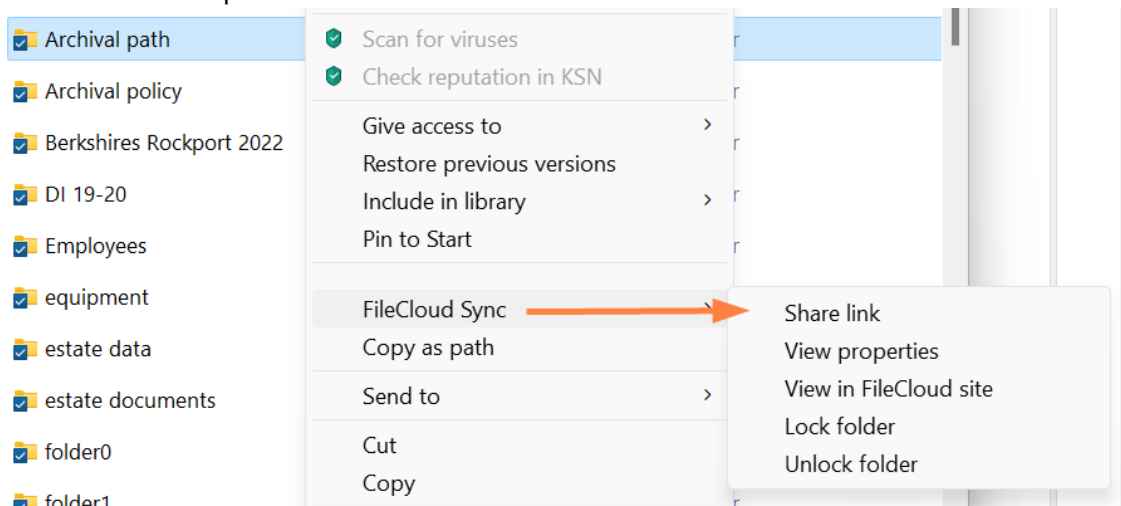 Archival path
Archival policy
Berkshires Rockport 2022
DI 19-20
Employees
equipment
estate data
estate documents
folder0
folder1
Scan for viruses
Check reputation in KSN
Give access to
Restore previous versions
Include in library
Pin to Start
FileCloud Sync
Copy as path
Send to
Cut
Copy
Share link
View properties
View in FileCloud site
Lock folder
Unlock folder